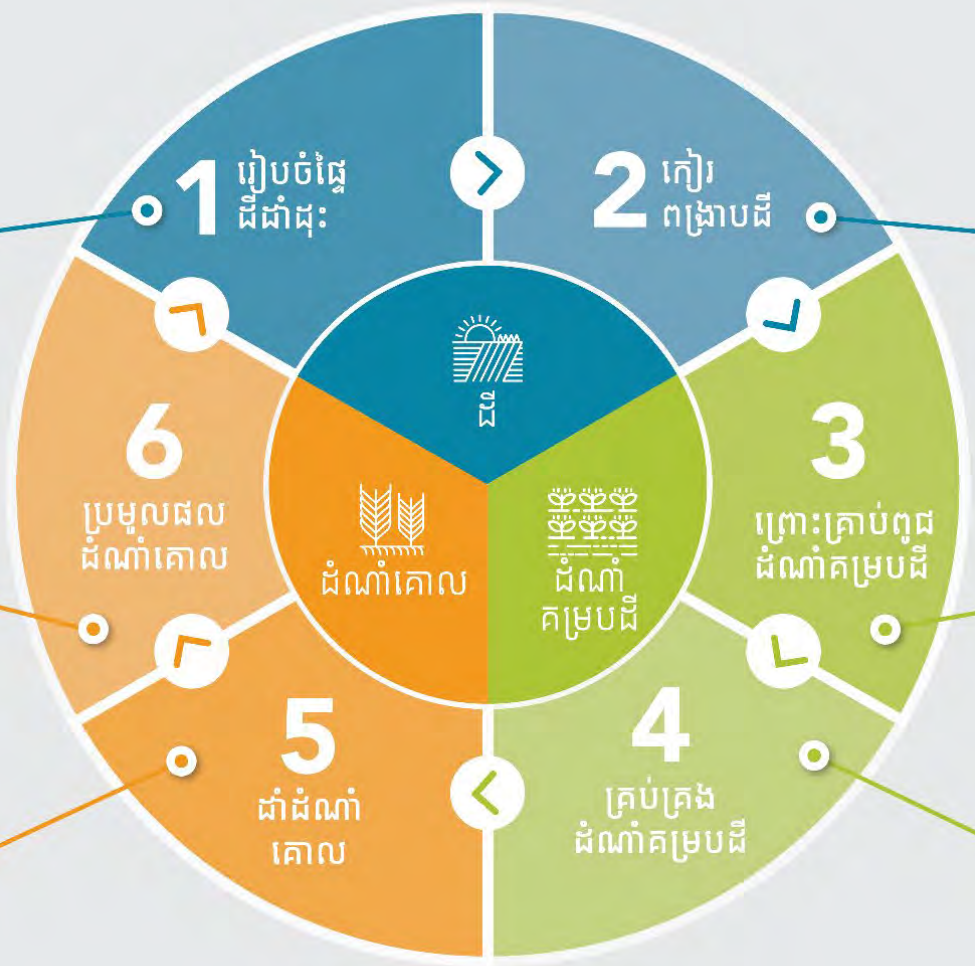 1
រៀបចំផ្ទៃ
ដីដាំដុះ
2
កៀរ
ពង្រាបដី
3
ព្រោះគ្រាប់ពូជ
ដំណាំគម្របដី
4
គ្រប់គ្រង
ដំណាំគម្របដី
5
ដាំដំណាំ
គោល
6
ប្រមូលផល
ដំណាំគោល
ដី
ដំណាំ
គម្របដី
ដំណាំគោល